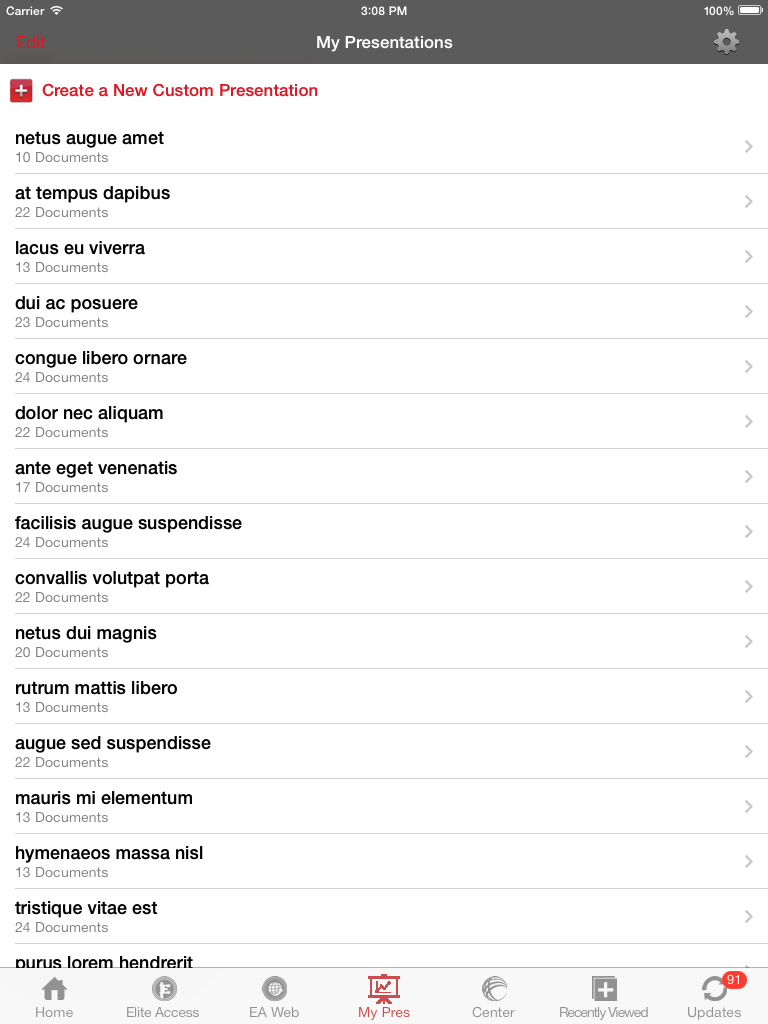 Carrier 3:08 PM 100%
Edit My Presentations
Create a New Custom Presentation
netus augue amet
10 Documents
at tempus dapibus
22 Documents
lacus eu viverra
13 Documents
dui ac posuere
23 Documents
congue libero ornare
24 Documents
dolor nec aliquam
22 Documents
ante eget venenatis
17 Documents
facilisis augue suspendisse
24 Documents
convallis volutpat porta
22 Documents
netus dui magnis
20 Documents
rutrum mattis libero
13 Documents
augue sed suspendisse
22 Documents
mauris mi elementum
13 Documents
hymenaeos massa nisl
13 Documents
tristique vitae est
24 Documents
purus lorem hendrerit
91
Home Elite Access EA Web My Pres Center Recently Viewed Updates